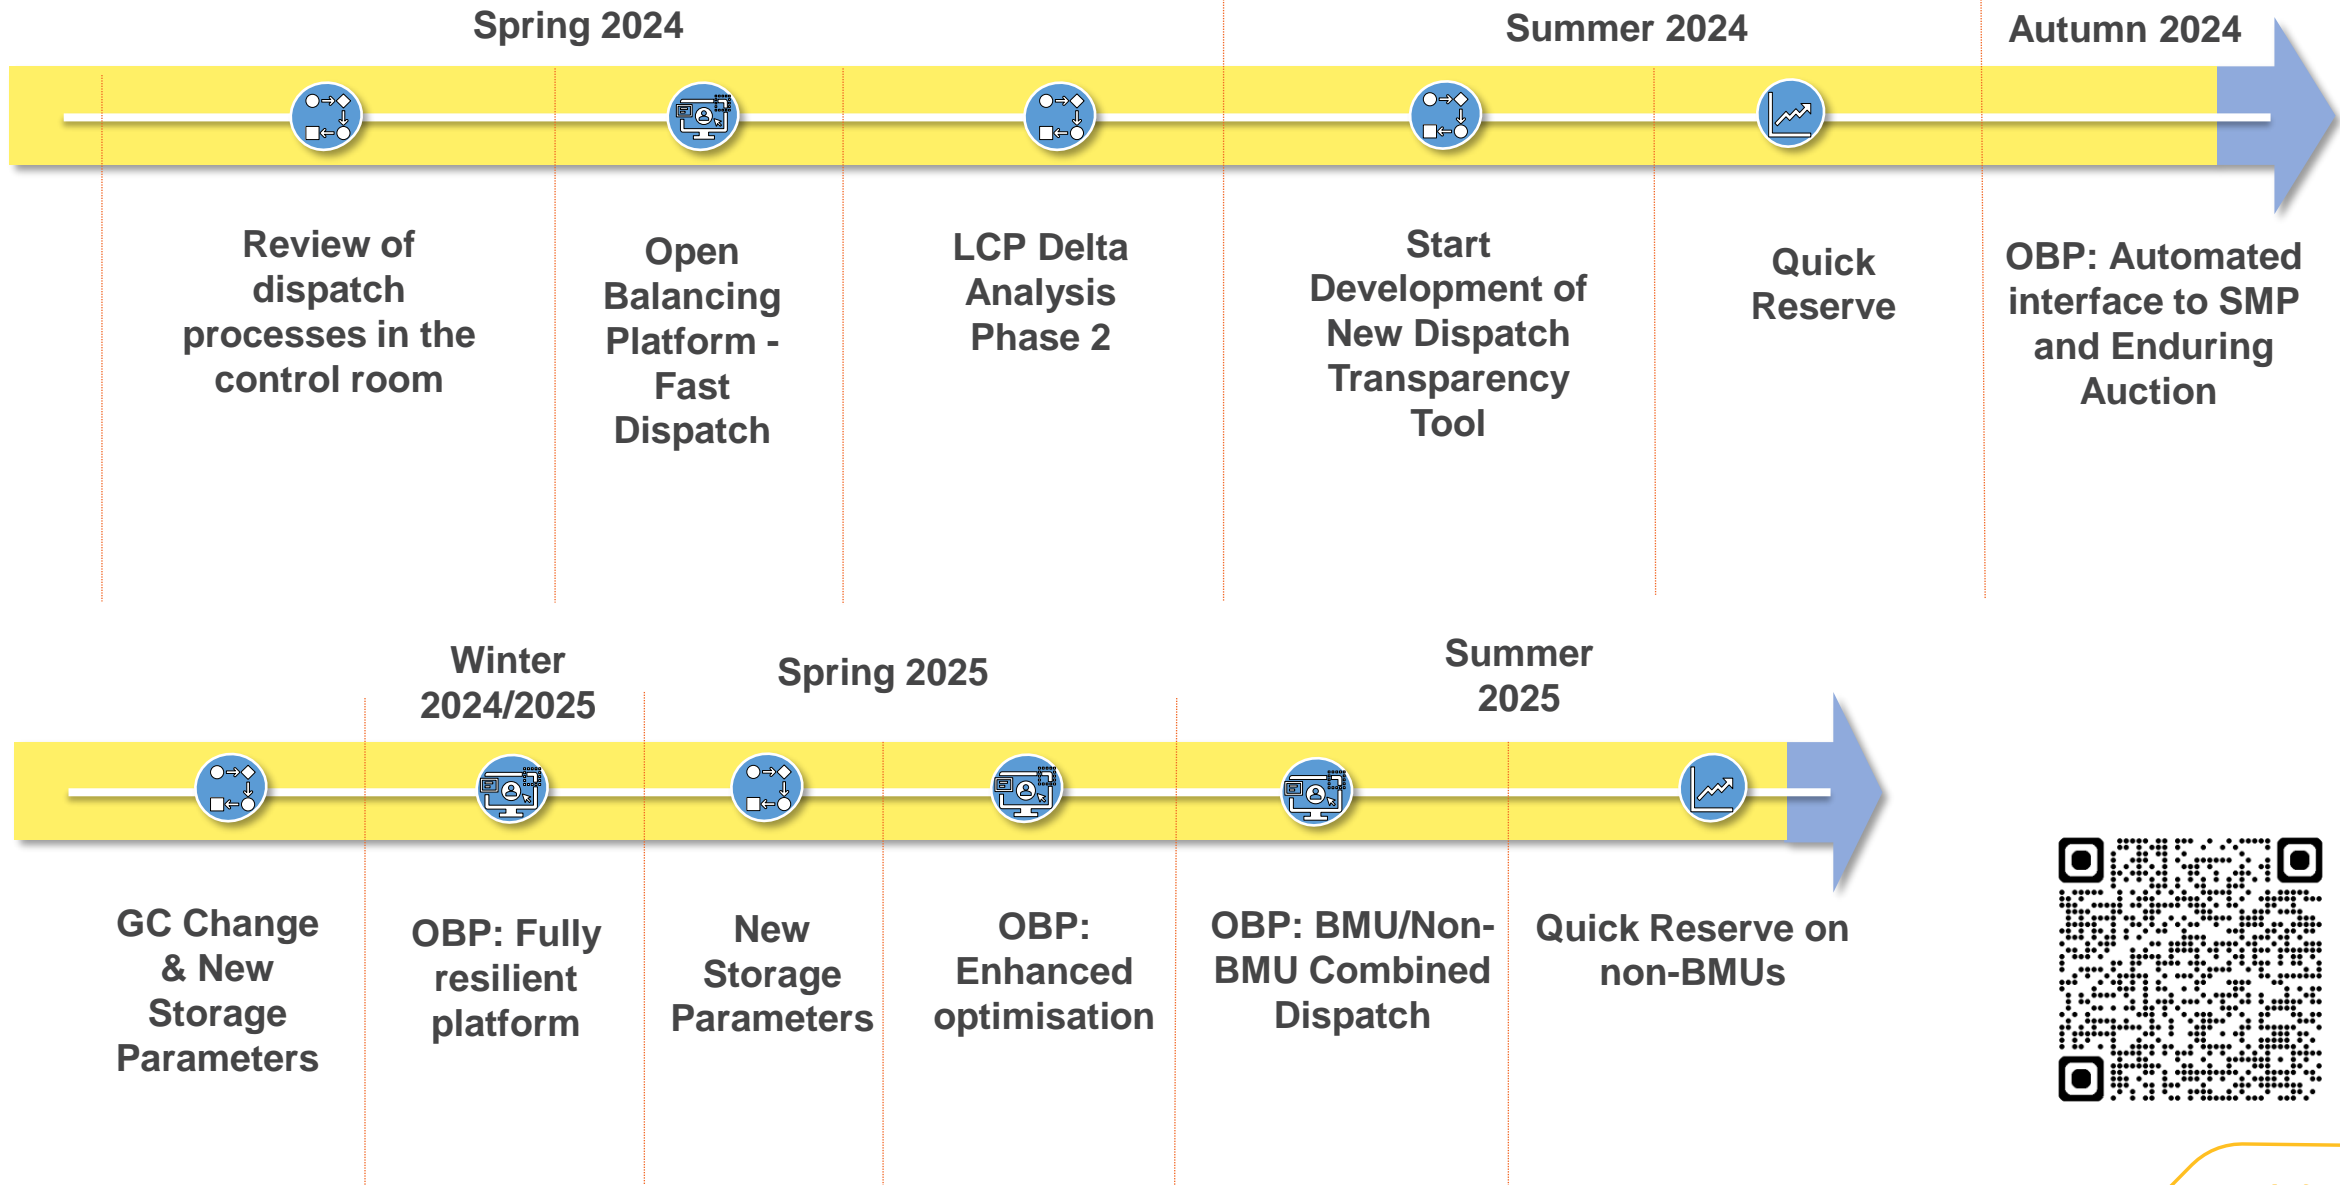 Spring 2024
Summer 2024
Autumn 2024
Review of
dispatch
processes in the
control room
Open
Balancing
Platform -
Fast
Dispatch
LCP Delta
Analysis
Phase 2
Start
Development of
New Dispatch
Transparency
Tool
Quick
Reserve
OBP: Automated
interface to SMP
and Enduring
Auction
Winter
2024/2025
Spring 2025
Summer
2025
GC Change
& New
Storage
Parameters
OBP: Fully
resilient
platform
New
Storage
Parameters
OBP:
Enhanced
optimisation
OBP: BMU/Non-
BMU Combined
Dispatch
Quick Reserve on
non-BMUs